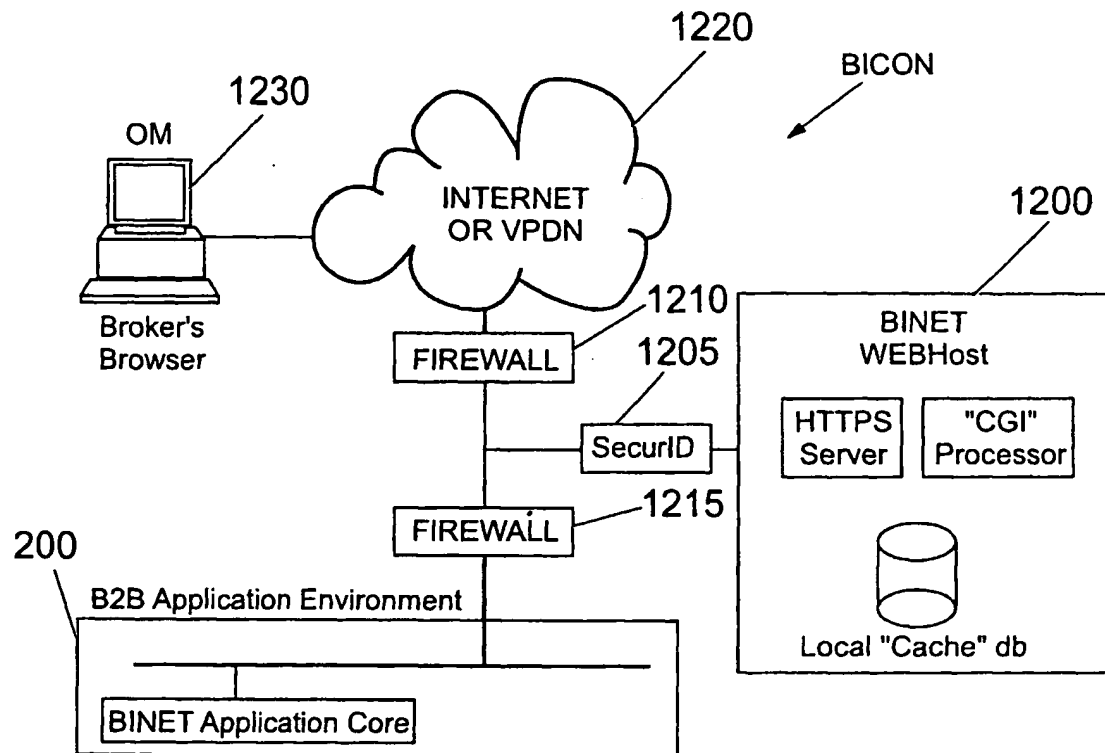 1220
BICON
1230
OM
INTERNET
OR VPDN
1200
Broker's
Browser
1210
FIREWALL
1205
BINET
WEBHost
SecurID
HTTPS
Server
"CGI"
Processor
1215
FIREWALL
200
B2B Application Environment
Local "Cache" db
BINET Application Core